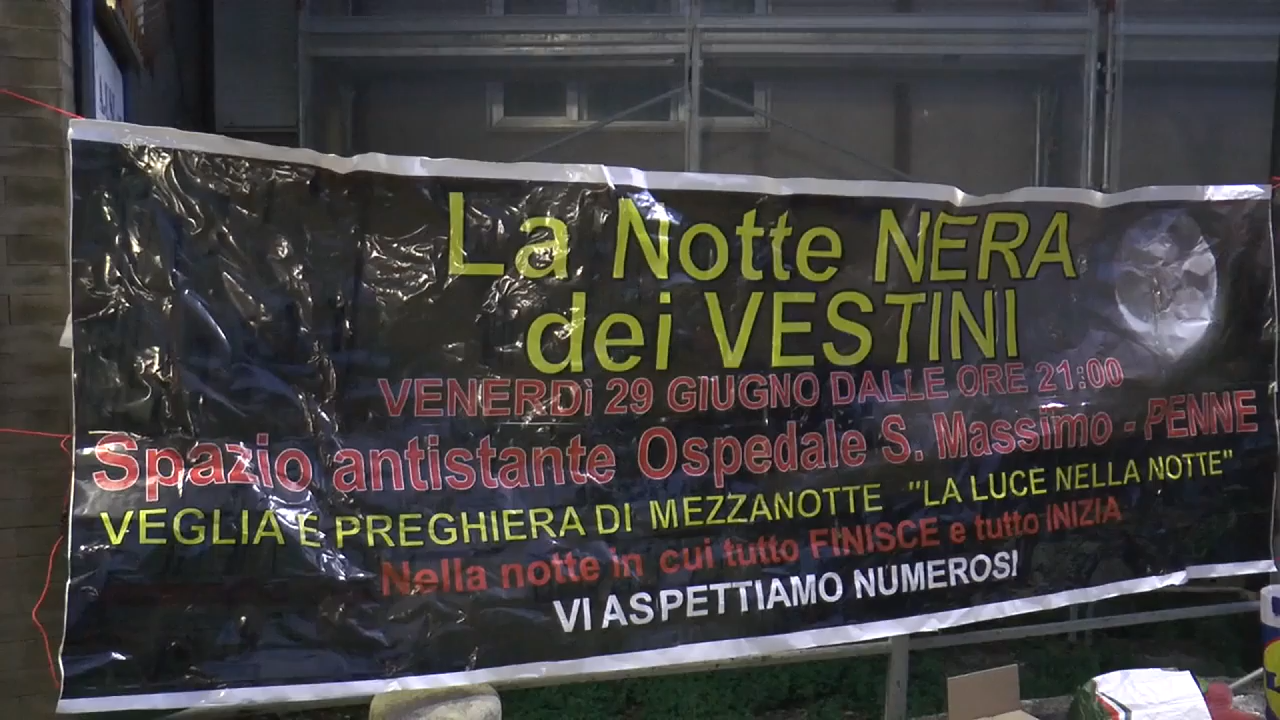 La Notte NERA
dei VESTINI
VENERDì 29 GIUGNO DALLE ORE 21:00
Spazio antistante Ospedale S. Massimo - PENNE
VEGLIA E PREGHIERA DI MEZZANOTTE "LA LUCE NELLA NOTTE"
Nella notte in cui tutto FINISCE e tutto INIZIA
VI ASPETTIAMO NUMEROSI